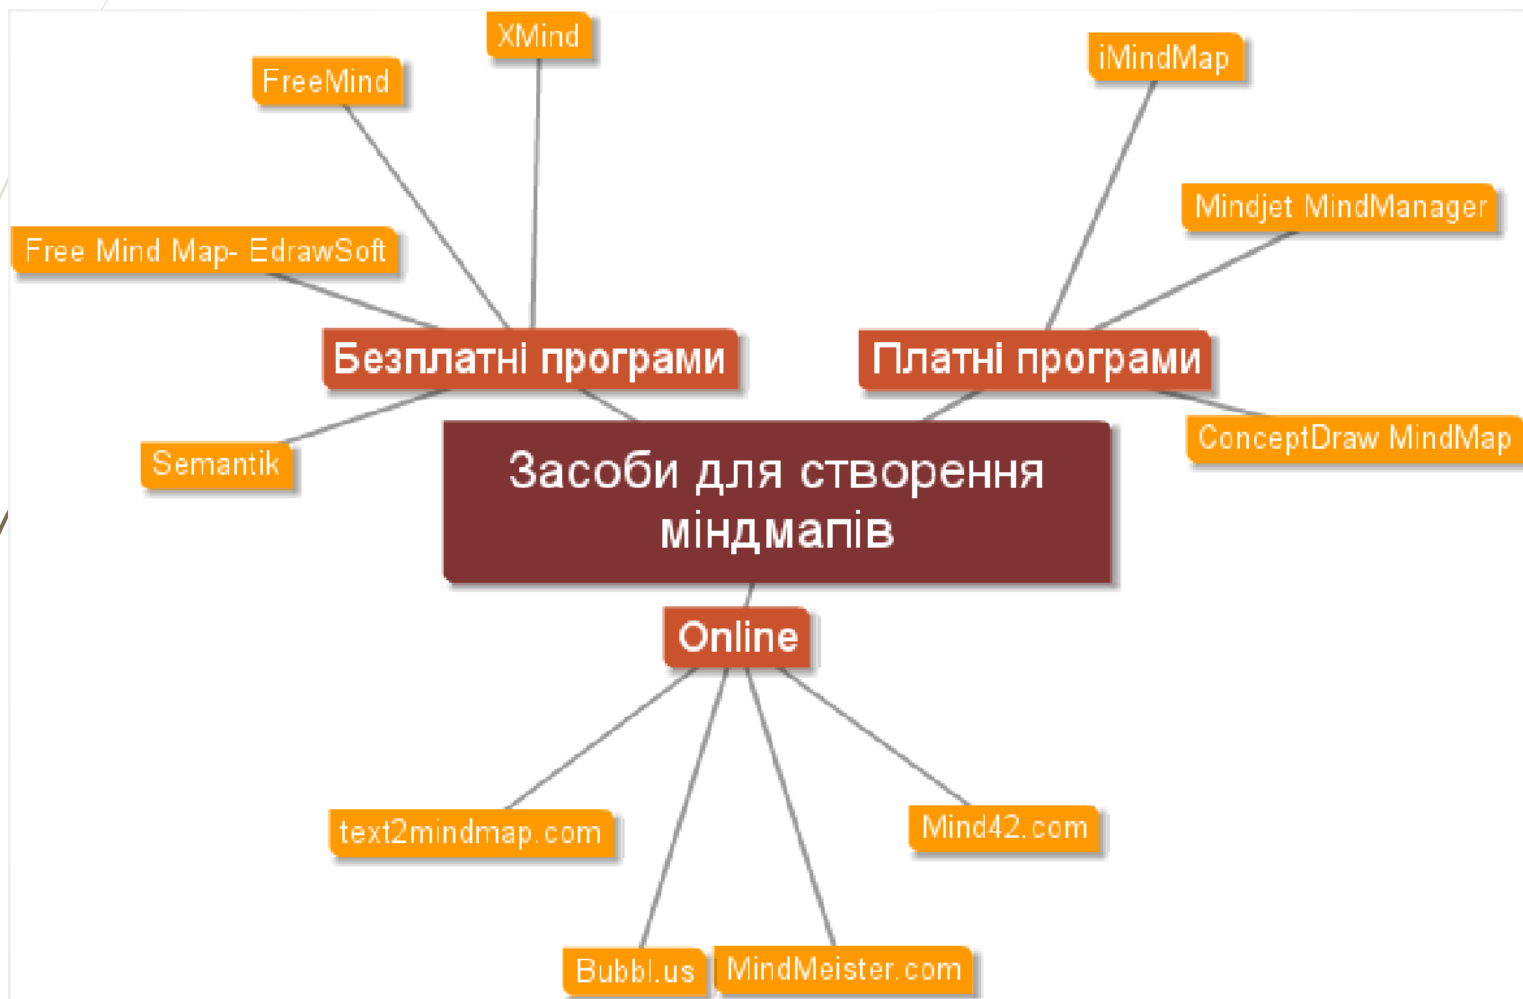 XMind
FreeMind
Free Mind Map- EdrawSoft
Безплатні програми
Semantik
iMindMap
Mindjet MindManager
Платні програми
ConceptDraw MindMap
Засоби для створення
міндмапів
Online
text2mindmap.com
Mind42.com
Bubbl.us
MindMeister.com